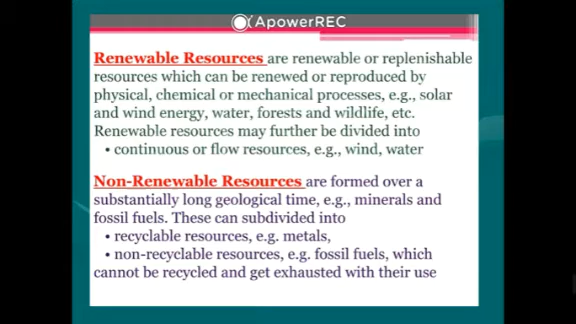 ApowerREC
Renewable Resources are renewable or replenishable
resources which can be renewed or reproduced by
physical, chemical or mechanical processes, e.g., solar
and wind energy, water, forests and wildlife, etc.
Renewable resources may further be divided into
• continuous or flow resources, e.g., wind, water
Non-Renewable Resources are formed over a
substantially long geological time, e.g., minerals and
fossil fuels. These can subdivided into
• recyclable resources, e.g. metals,
• non-recyclable resources, e.g. fossil fuels, which
cannot be recycled and get exhausted with their use